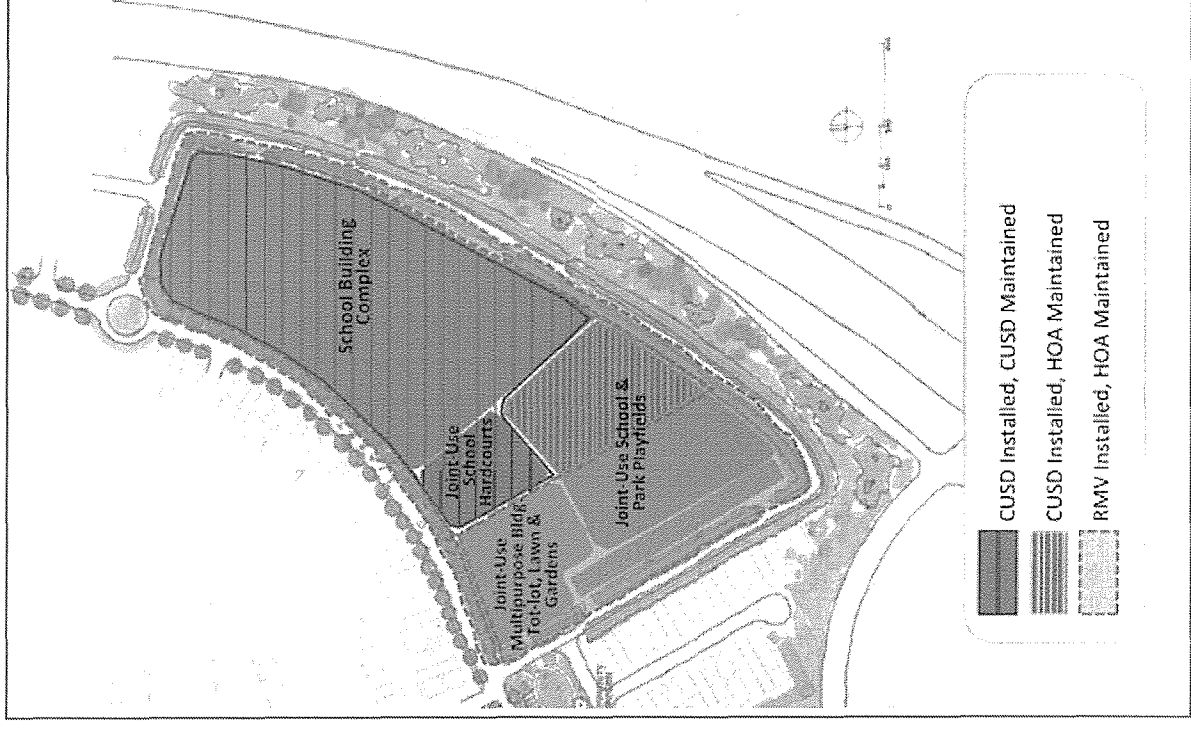 School Building
Complex
Joint-Use
School
Hardcourts
Joint-Use
Multipurpose Bldg
Tot-lot, Lawn &
Gardens
Joint-Use School &
Park Playfields
CUSD Installed, CUSD Maintained
CUSD Installed, HOA Maintained
RMV Installed, HOA Maintained